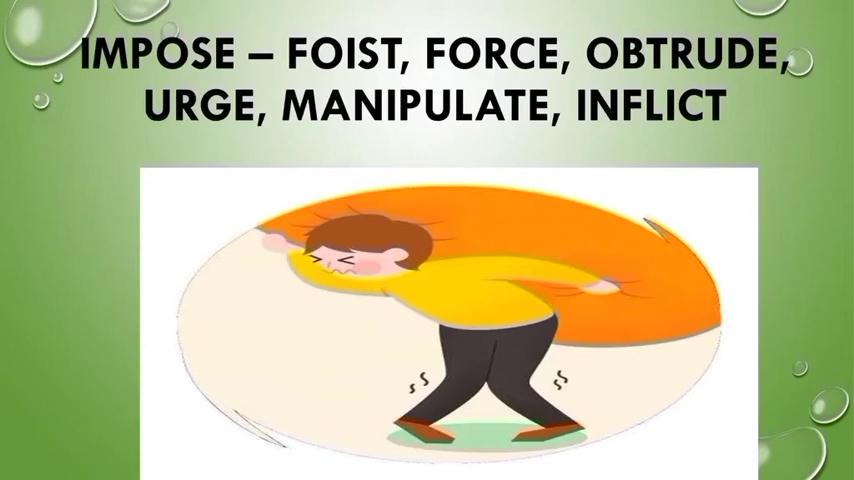 IMPOSE – FOIST, FORCE, OBTRUDE,
URGE, MANIPULATE, INFLICT